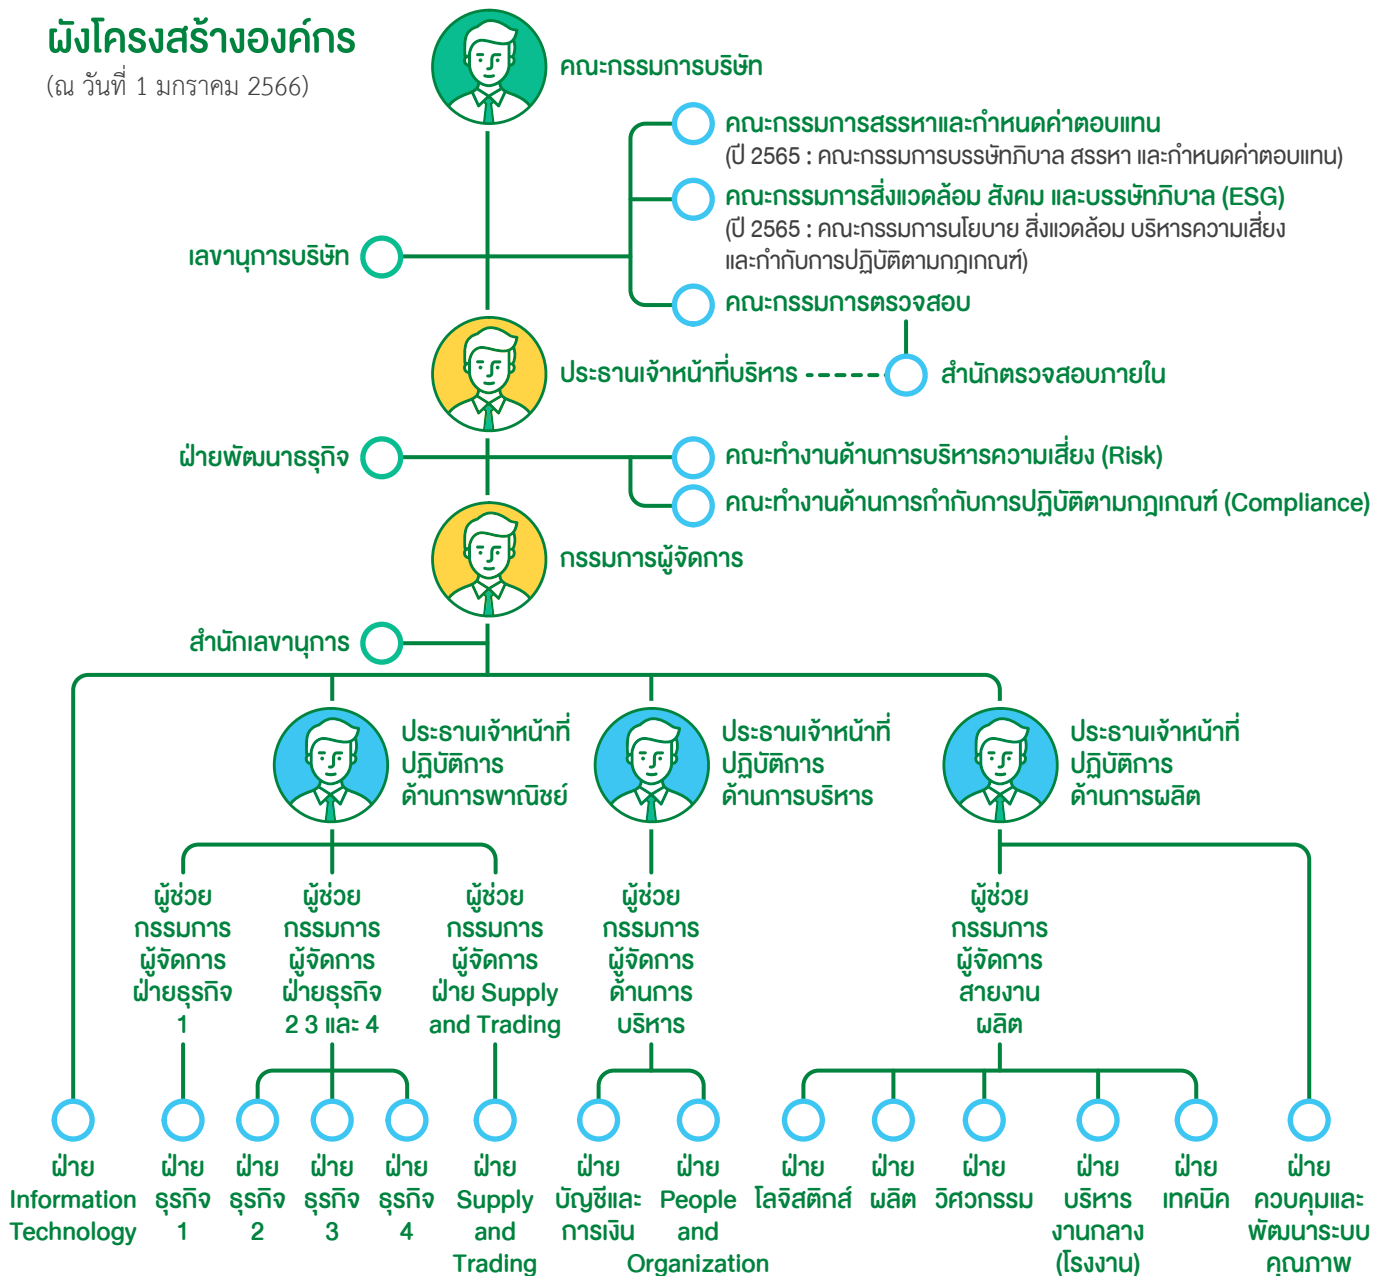 ผังโครงสร้างองค์กร
(ณ วันที่ 1 มกราคม 2566)
คณะกรรมการบริษัท
คณะกรรมการสรรหาและกำหนดค่าตอบแทน
(ปี 2565 : คณะกรรมการบรรษัทภิบาล สรรหา และกำหนดค่าตอบแทน)
คณะกรรมการสิ่งแวดล้อม สังคม และบรรษัทภิบาล (ESG)
(ปี 2565 : คณะกรรมการนโยบาย สิ่งแวดล้อม บริหารความเสี่ยง
และกำกับการปฏิบัติตามกฎเกณฑ์)
เลขานุการบริษัท
คณะกรรมการตรวจสอบ
ประธานเจ้าหน้าที่บริหาร
สำนักตรวจสอบภายใน
ฝ่ายพัฒนาธรุกิจ
คณะทำงานด้านการบริหารความเสี่ยง (Risk)
คณะทำงานด้านการกำกับการปฏิบัติตามกฎเกณฑ์ (Compliance)
กรรมการผู้จัดการ
สำนักเลขานุการ
ประธานเจ้าหน้าที่
ปฏิบัติการ
ด้านการพาณิชย์
ประธานเจ้าหน้าที่
ปฏิบัติการ
ด้านการบริหาร
ประธานเจ้าหน้าที่
ปฏิบัติการ
ด้านการผลิต
ผู้ช่วย
กรรมการ
ผู้จัดการ
ฝ่ายธุรกิจ
1
ผู้ช่วย
กรรมการ
ผู้จัดการ
ฝ่ายธุรกิจ
2 3 และ 4
ผู้ช่วย
กรรมการ
ผู้จัดการ
ฝ่าย Supply
and Trading
ผู้ช่วย
กรรมการ
ผู้จัดการ
ด้านการ
บริหาร
ผู้ช่วย
กรรมการ
ผู้จัดการ
สายงาน
ผลิต
ฝ่าย
Information
Technology
ฝ่าย
ธุรกิจ
1
ฝ่าย
ธุรกิจ
2
ฝ่าย
ธุรกิจ
3
ฝ่าย
ธุรกิจ
4
ฝ่าย
Supply
and
Trading
ฝ่าย
บัญชีและ
การเงิน
ฝ่าย
People
and
Organization
ฝ่าย
โลจิสติกส์
ฝ่าย
ผลิต
ฝ่าย
วิศวกรรม
ฝ่าย
บริหาร
งานกลาง
(โรงงาน)
ฝ่าย
เทคนิค
ฝ่าย
ควบคุมและ
พัฒนาระบบ
คุณภาพ